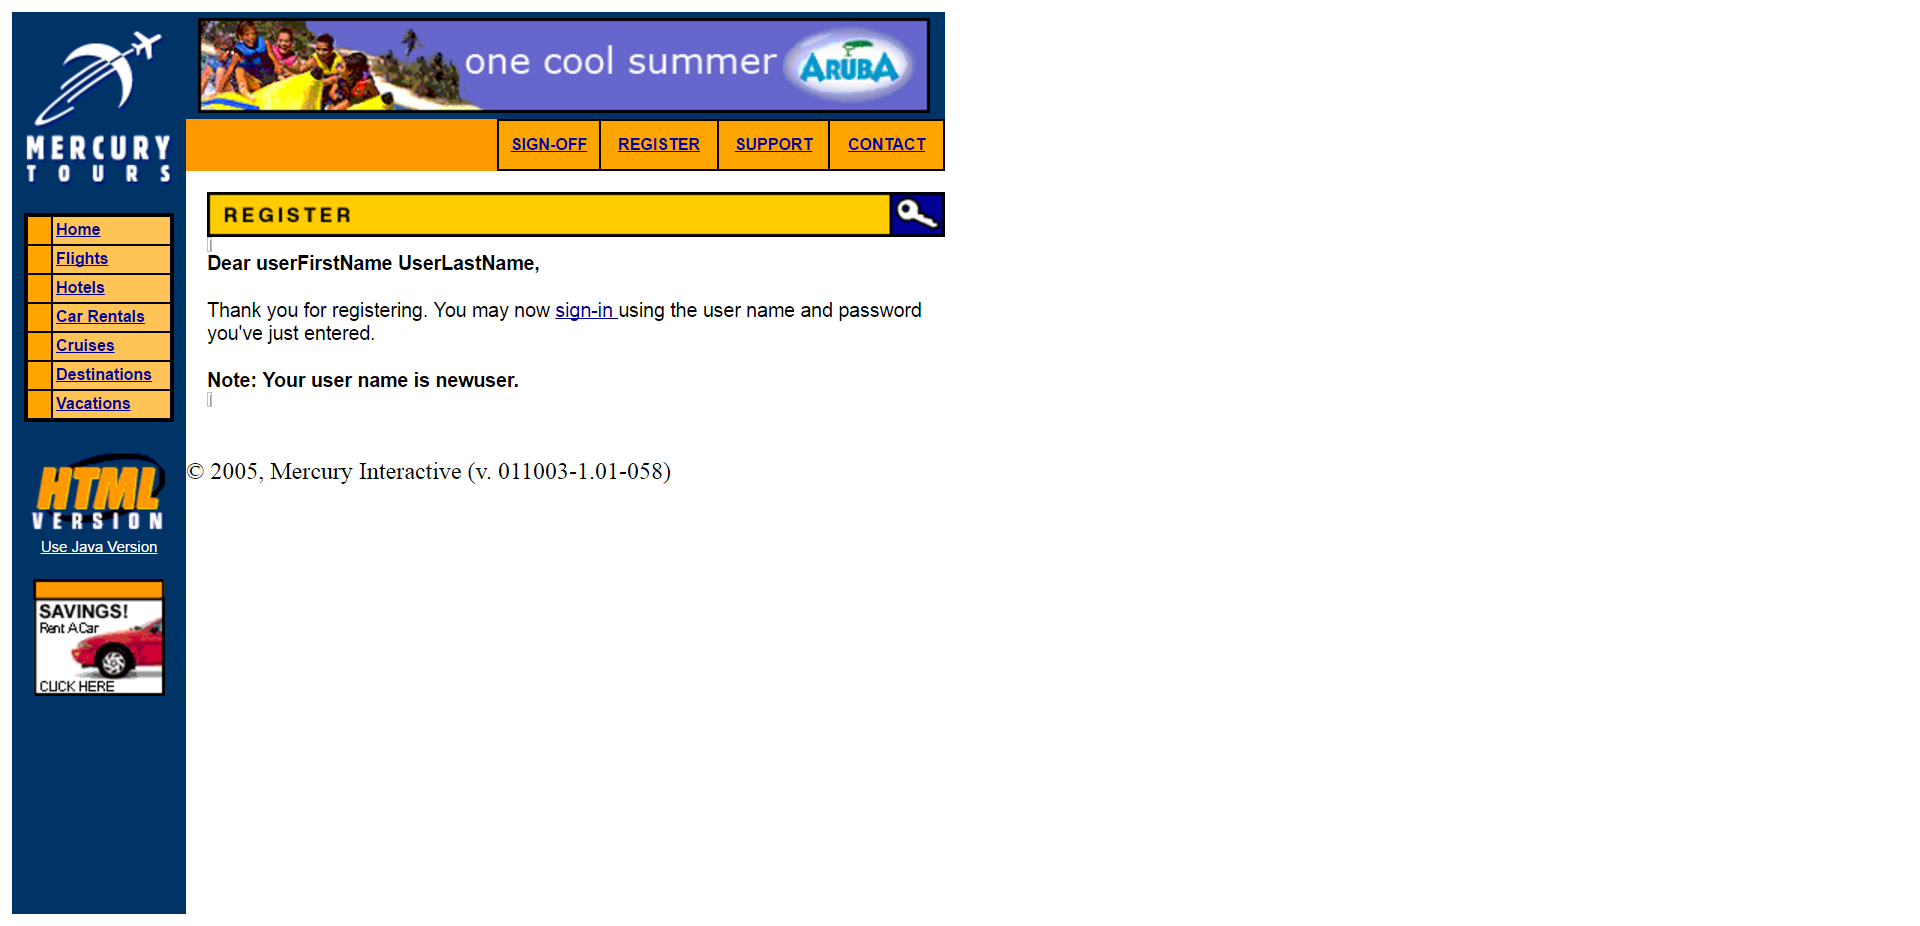 MERCURY
TOURS
one cool summer
ARUBA
SIGN-OFF
REGISTER
SUPPORT
CONTACT
Home
Flights
Hotels
Car Rentals
Cruises
Destinations
Vacations
HTML
VERSION
Use Java Version
SAVINGS!
Rent A Car
CLICK HERE
REGISTER
Dear userFirstName UserLastName,
Thank you for registering. You may now sign-in using the user name and password
you've just entered.
Note: Your user name is newuser.
© 2005, Mercury Interactive (v. 011003-1.01-058)